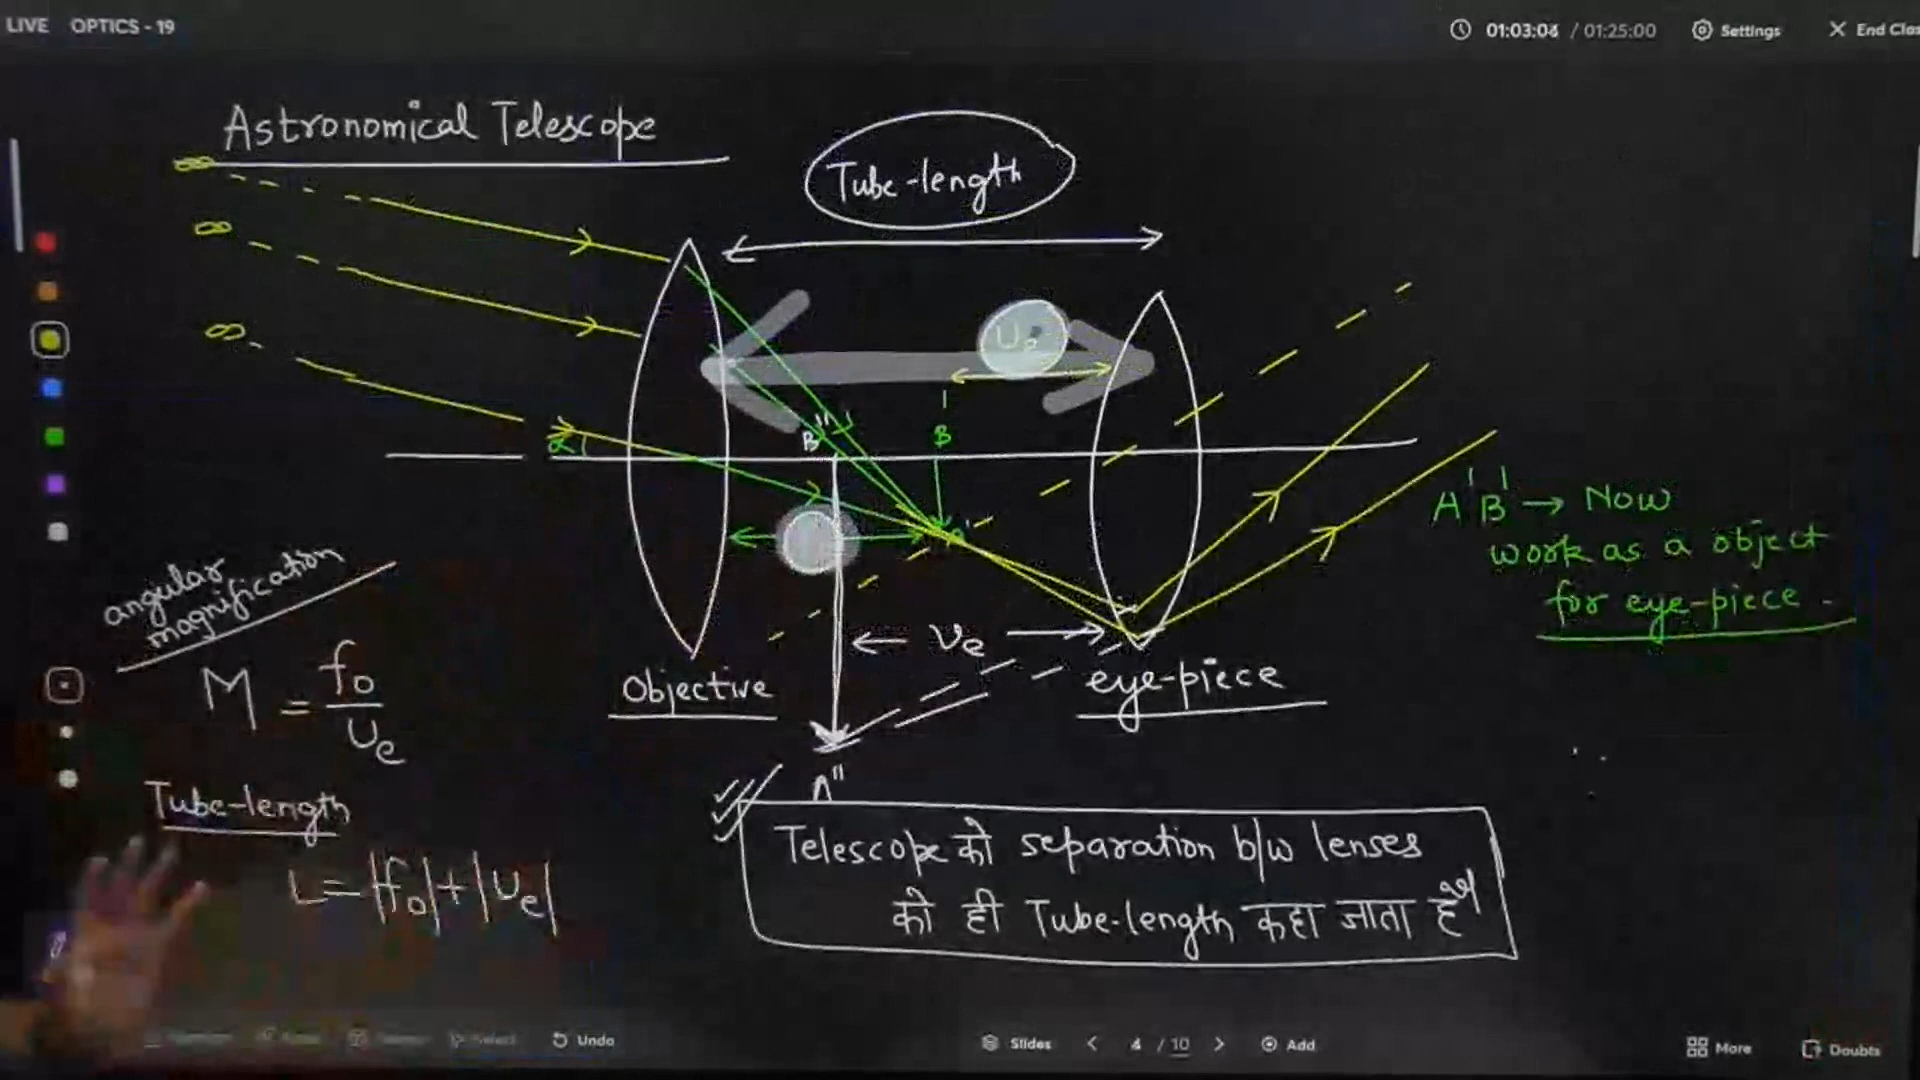 LIVE OPTICS - 19
01:03:04 / 01:25:00 Settings End Clas
Astronomical Telescope
Tube-length
∞
∞
∞
α
B"
B'
A"
Objective
eye-piece
ve
A'B' → Now
work as a object
for eye-piece.
angular
magnification
M = fo/ue
Tube-length
L = |fo| + |ue|
Telescope को separation b/w lenses
को ही Tube-length कहा जाता है
Undo
Slides < 4 / 10 > Add
More Doubts